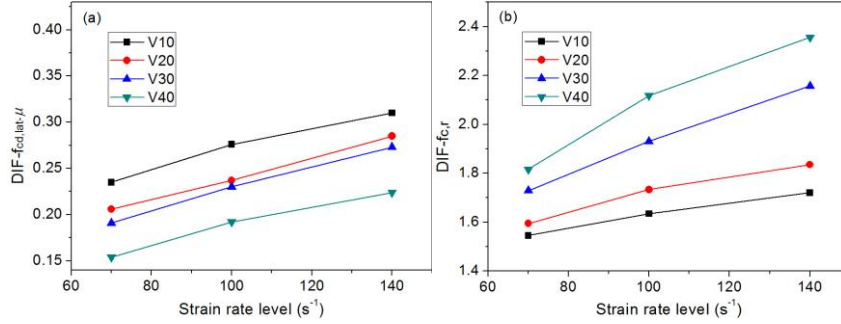 (a)
V10
V20
V30
V40
0.40
0.35
0.30
0.25
0.20
0.15
DIF-fcd,lat-μ
60 80 100 120 140
Strain rate level (s⁻¹)
(b)
V10
V20
V30
V40
2.4
2.2
2.0
1.8
1.6
1.4
DIF-fc,r
60 80 100 120 140
Strain rate level (s⁻¹)